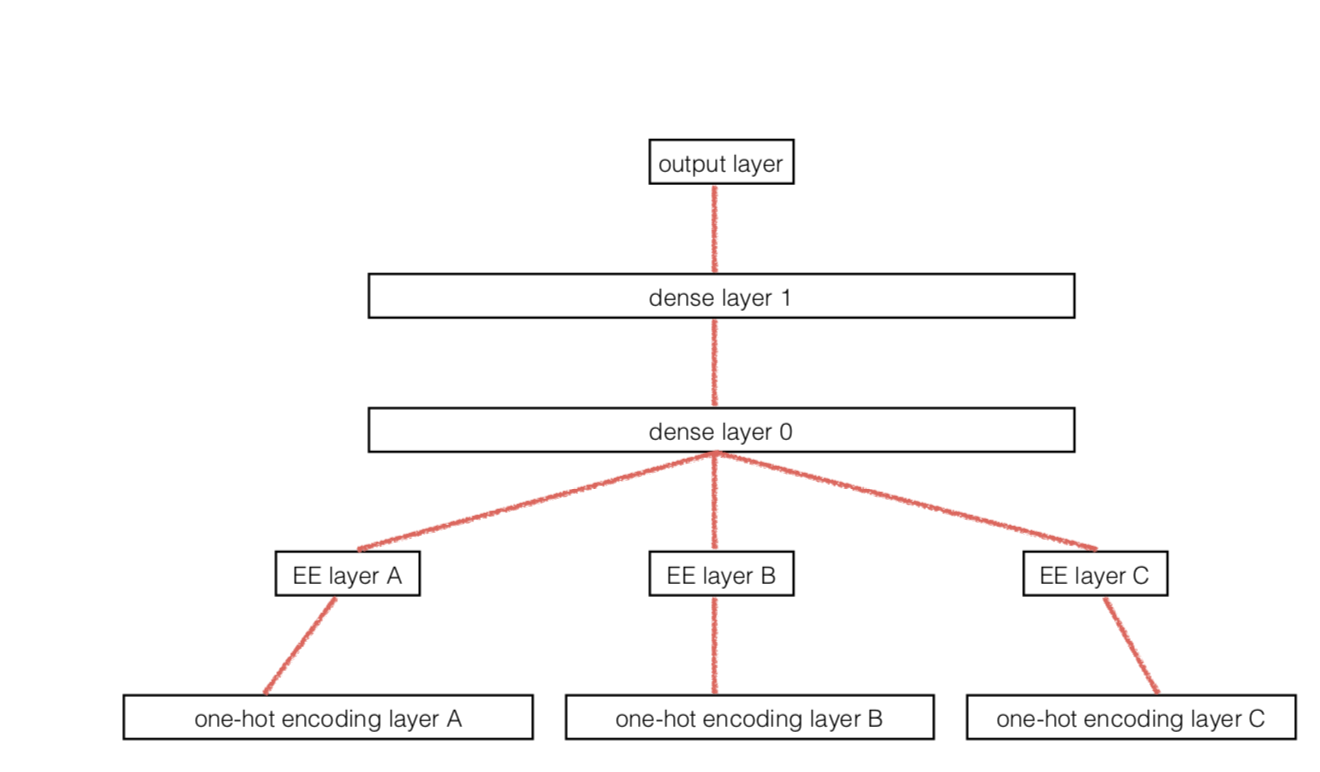 output layer
dense layer 1
dense layer 0
EE layer A
EE layer B
EE layer C
one-hot encoding layer A
one-hot encoding layer B
one-hot encoding layer C